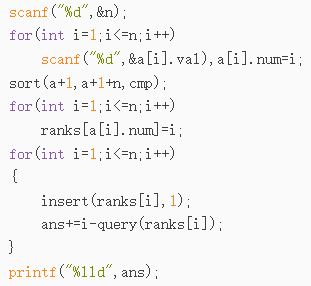 scanf("%d",&n);
for(int i=1;i<=n;i++)
scanf("%d",&a[i].val),a[i].num=i;
sort(a+1,a+1+n,cmp);
for(int i=1;i<=n;i++)
ranks[a[i].num]=i;
for(int i=1;i<=n;i++)
{
insert(ranks[i],1);
ans+=i-query(ranks[i]);
}
printf("%lld",ans);